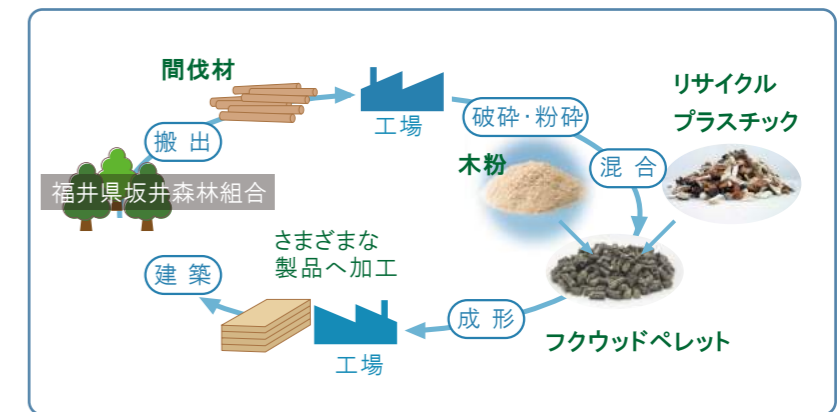 間伐材
工場
搬出
福井県坂井森林組合
破砕・粉砕
リサイクル
プラスチック
木粉
混合
フクウッドペレット
成形
工場
さまざまな
製品へ加工
建築